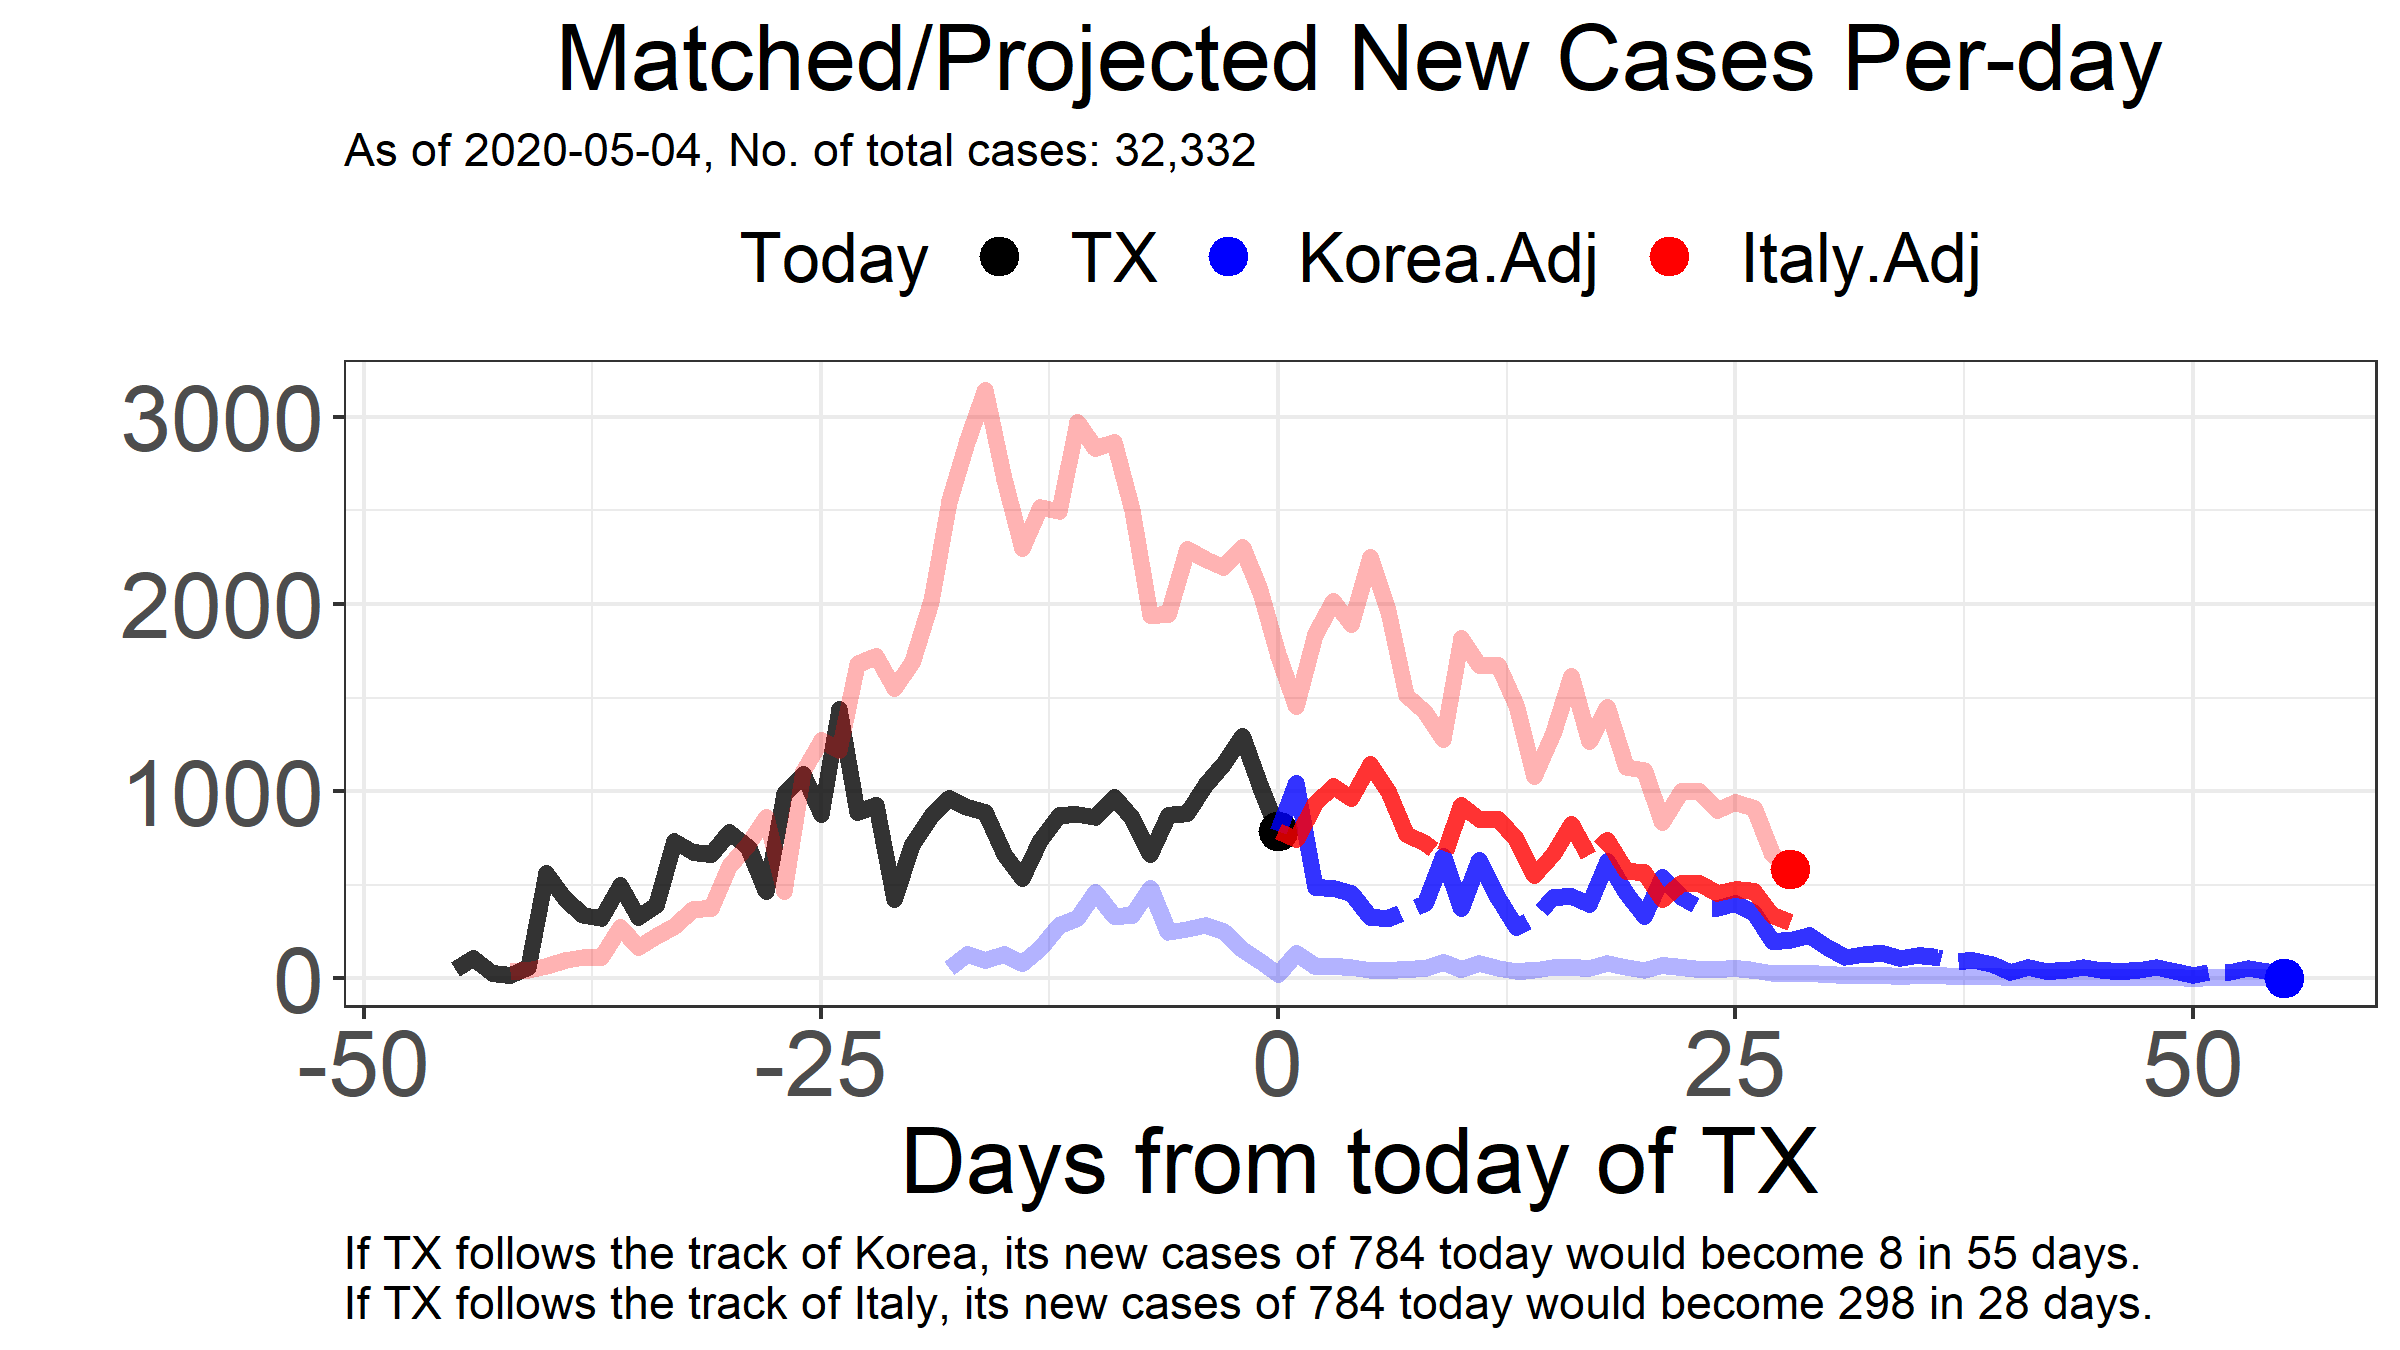 Matched/Projected New Cases Per-day
As of 2020-05-04, No. of total cases: 32,332
Today TX Korea.Adj Italy.Adj
3000
2000
1000
0
-50 -25 0 25 50
Days from today of TX
If TX follows the track of Korea, its new cases of 784 today would become 8 in 55 days.
If TX follows the track of Italy, its new cases of 784 today would become 298 in 28 days.